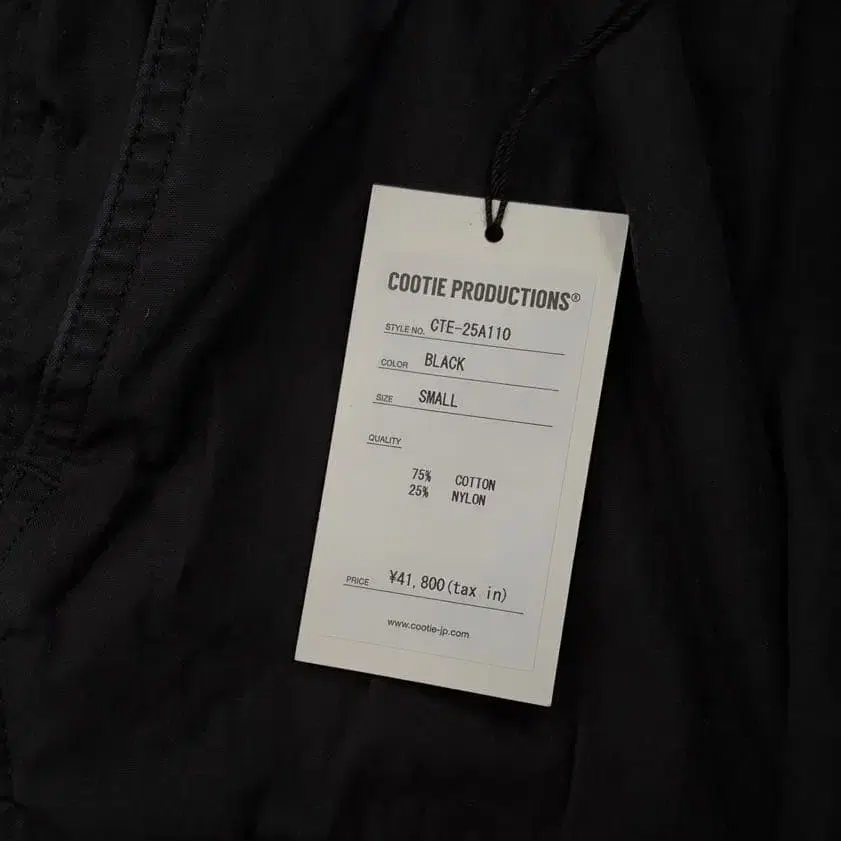 COOTIE PRODUCTIONS®
STYLE NO. CTE-25A110
COLOR BLACK
SIZE SMALL
QUALITY
75% COTTON
25% NYLON
PRICE ¥41,800(tax in)
www.cootie-jp.com